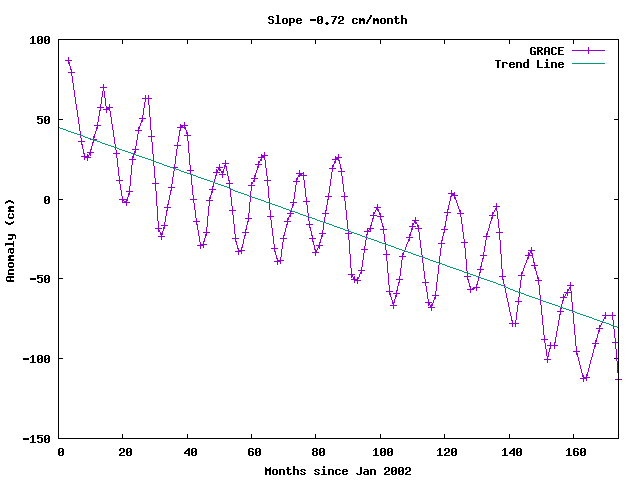 Slope -0.72 cm/month
100
50
0
-50
-100
-150
Anomaly (cm)
GRACE
Trend Line
0 20 40 60 80 100 120 140 160
Months since Jan 2002